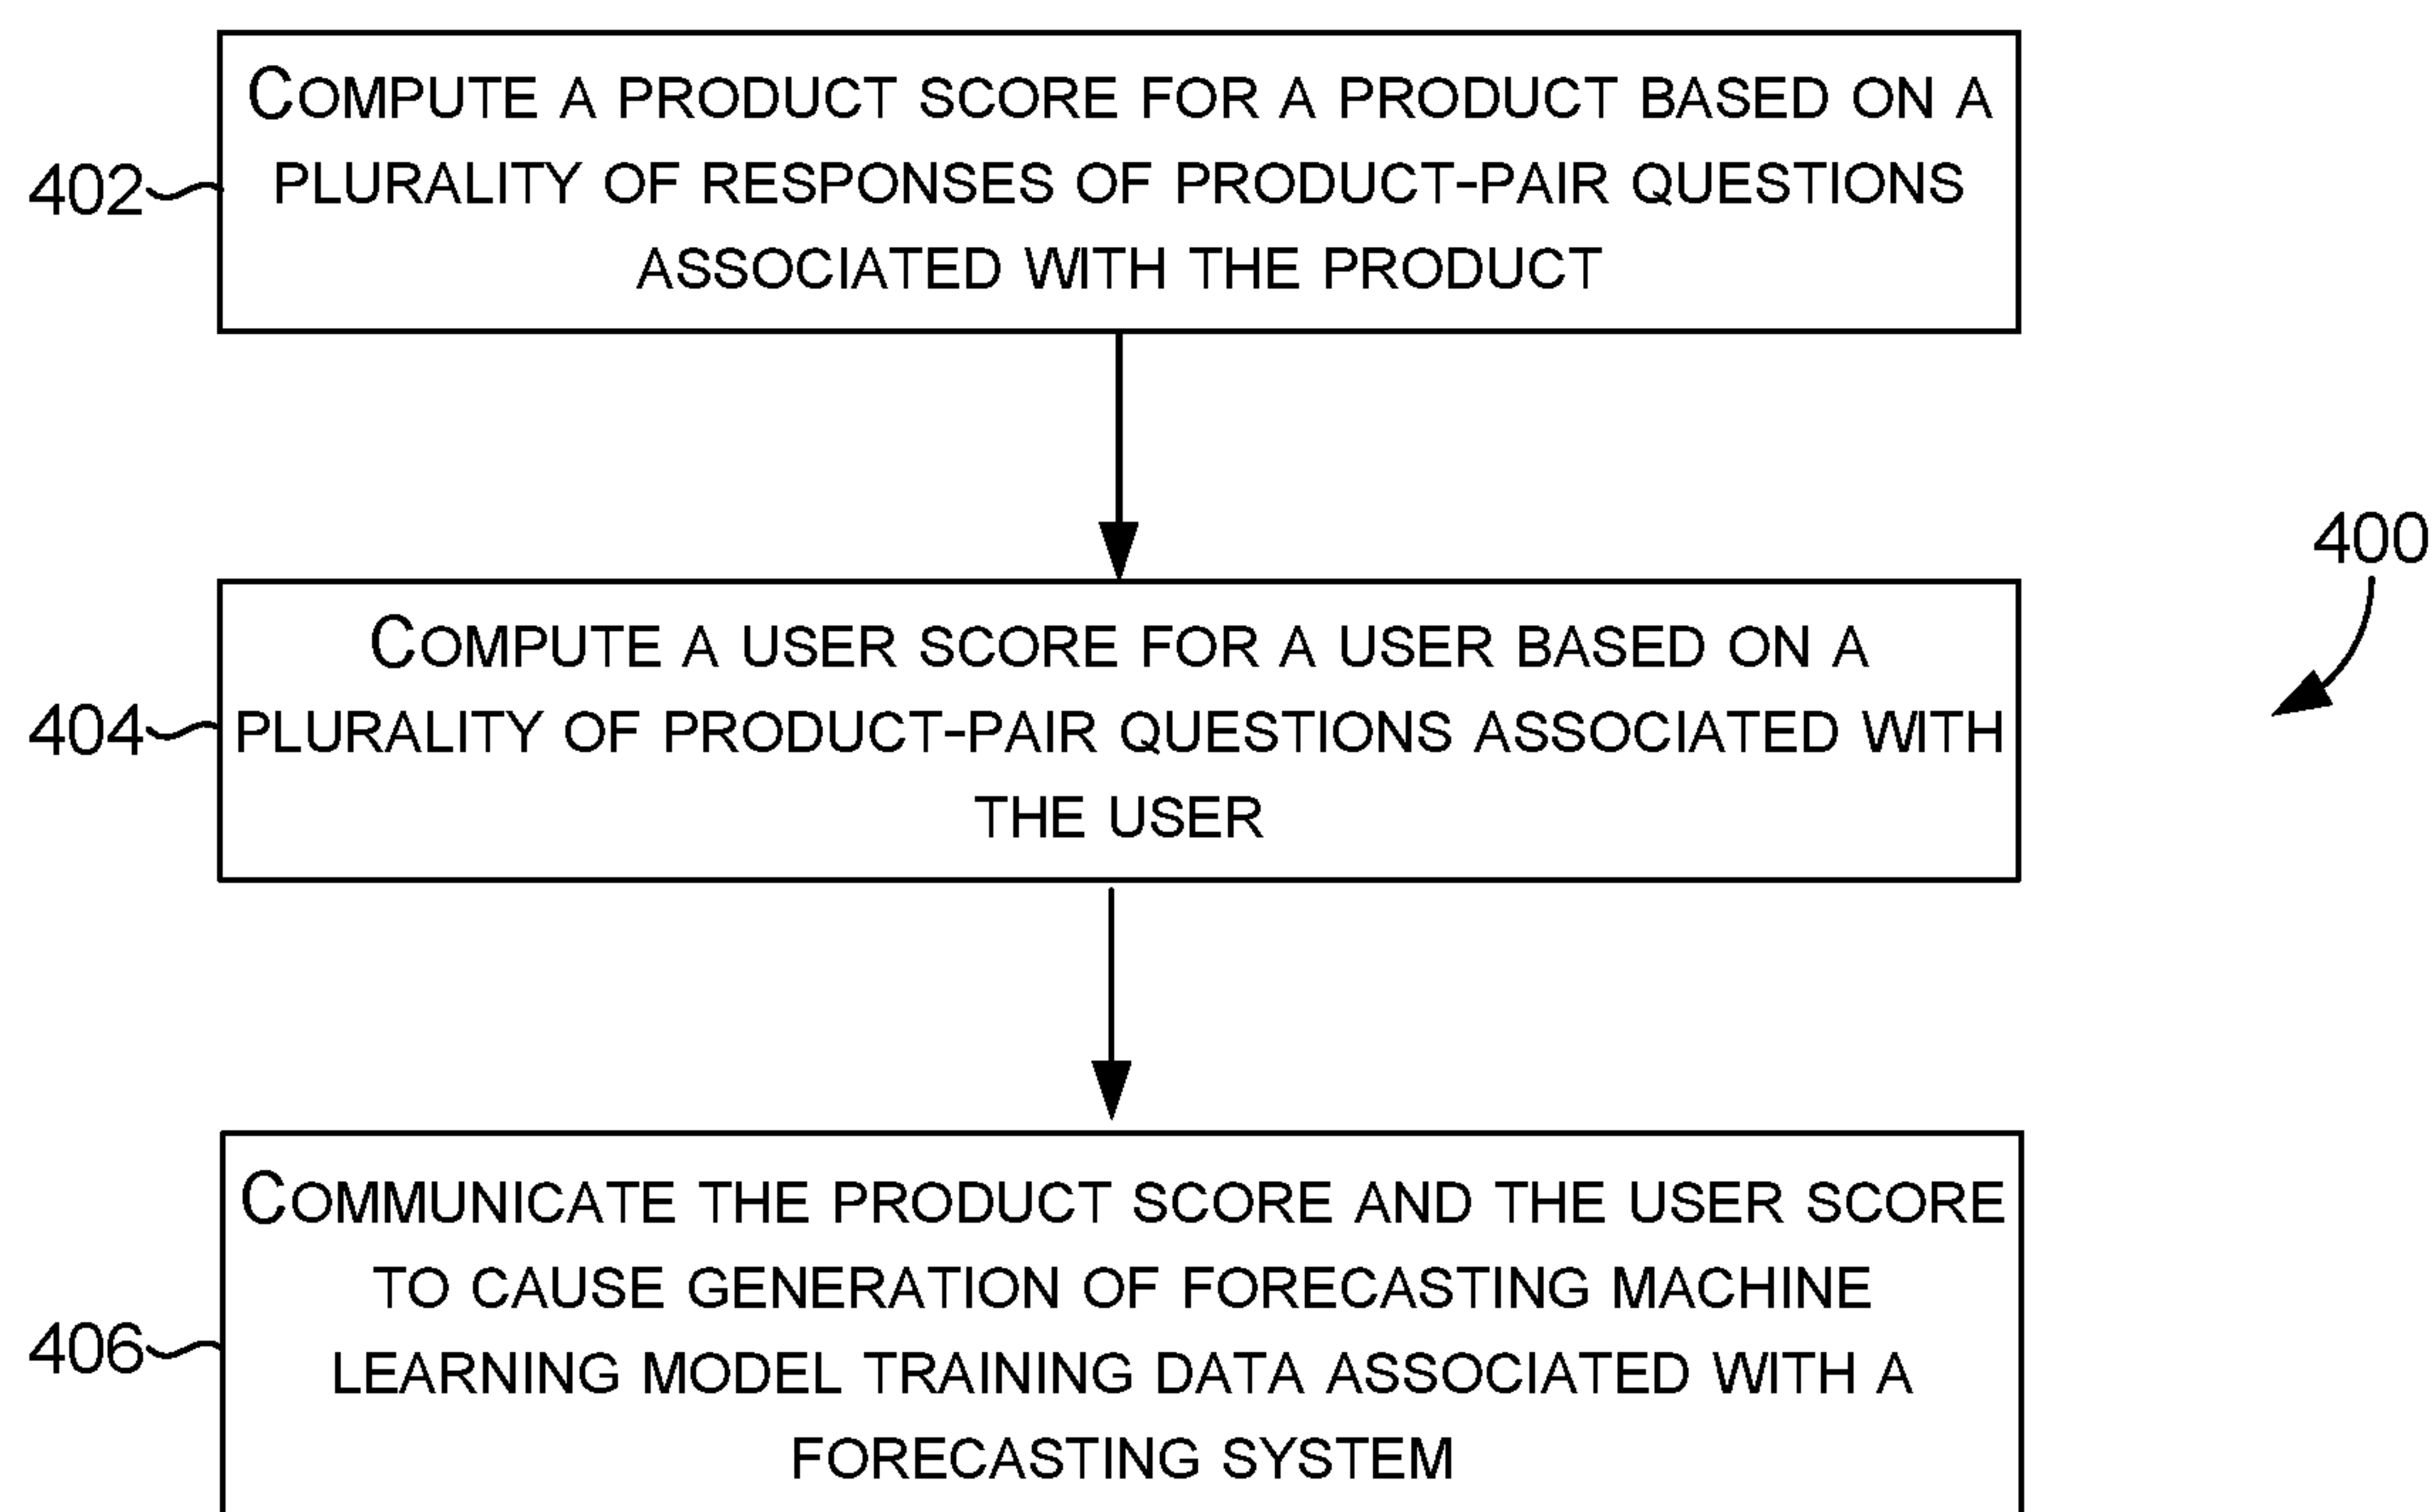 COMPUTE A PRODUCT SCORE FOR A PRODUCT BASED ON A
402
PLURALITY OF RESPONSES OF PRODUCT-PAIR QUESTIONS
ASSOCIATED WITH THE PRODUCT
400
COMPUTE A USER SCORE FOR A USER BASED ON A
404
PLURALITY OF PRODUCT-PAIR QUESTIONS ASSOCIATED WITH
THE USER
COMMUNICATE THE PRODUCT SCORE AND THE USER SCORE
TO CAUSE GENERATION OF FORECASTING MACHINE
406
LEARNING MODEL TRAINING DATA ASSOCIATED WITH A
FORECASTING SYSTEM